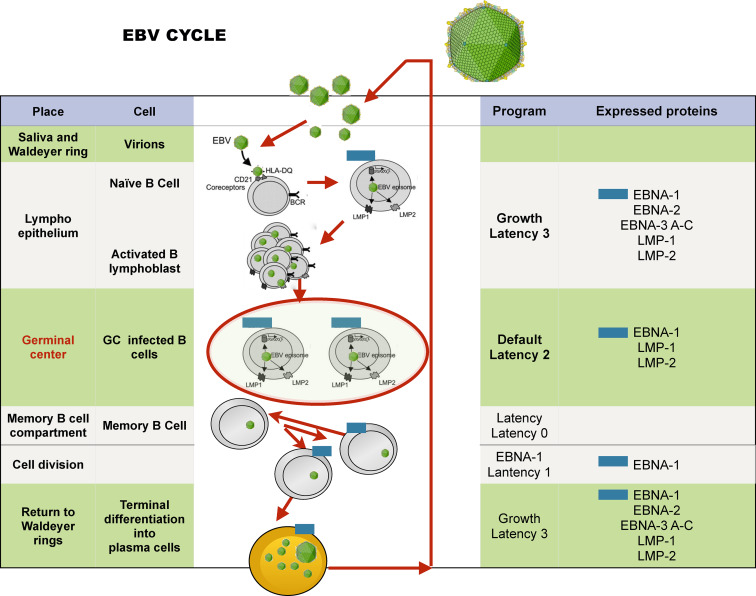 EBV CYCLE
Place
Cell
Program
Expressed proteins
Saliva and
Waldeyer ring
Virions
EBV
HLA-DQ
CD21
Coreceptors
BCR
EBV episome
LMP1
LMP2
Lympho
epithelium
Naïve B Cell
Activated B
lymphoblast
Growth
Latency 3
EBNA-1
EBNA-2
EBNA-3 A-C
LMP-1
LMP-2
Germinal
center
GC infected B
cells
EBV episome
LMP1
LMP2
EBV episome
LMP1
LMP2
Default
Latency 2
EBNA-1
LMP-1
LMP-2
Memory B cell
compartment
Memory B Cell
Latency
Latency 0
Cell division
EBNA-1
Lantency 1
EBNA-1
Return to
Waldeyer
rings
Terminal
differentiation
into
plasma cells
Growth
Latency 3
EBNA-1
EBNA-2
EBNA-3 A-C
LMP-1
LMP-2